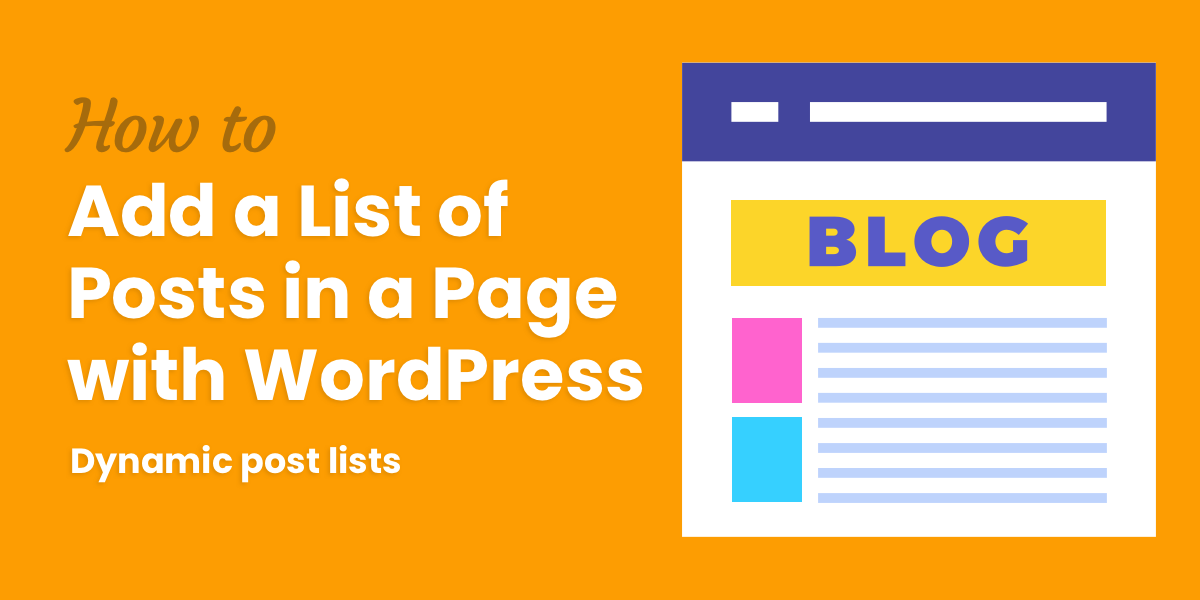 How to
Add a List of
Posts in a Page
with WordPress
Dynamic post lists
BLOG